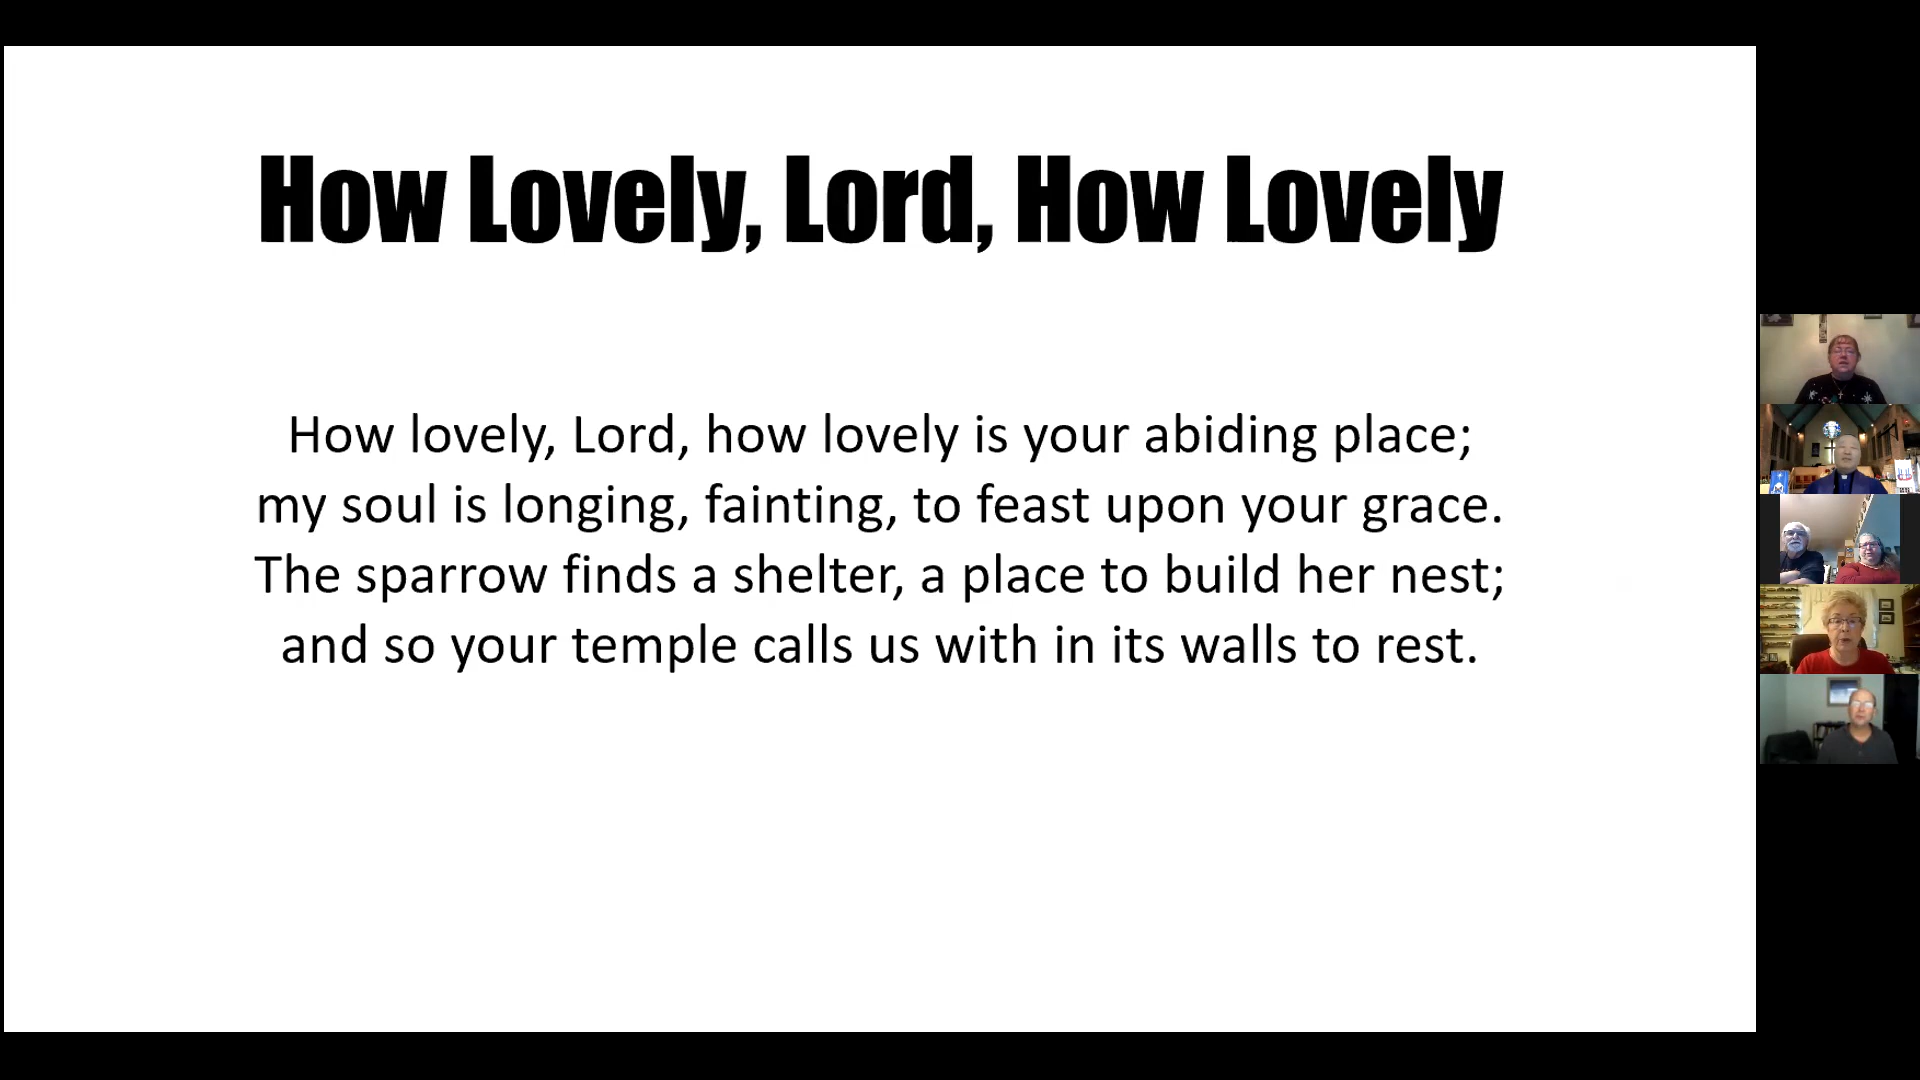 How Lovely, Lord, How Lovely
How lovely, Lord, how lovely is your abiding place;
my soul is longing, fainting, to feast upon your grace.
The sparrow finds a shelter, a place to build her nest;
and so your temple calls us with in its walls to rest.